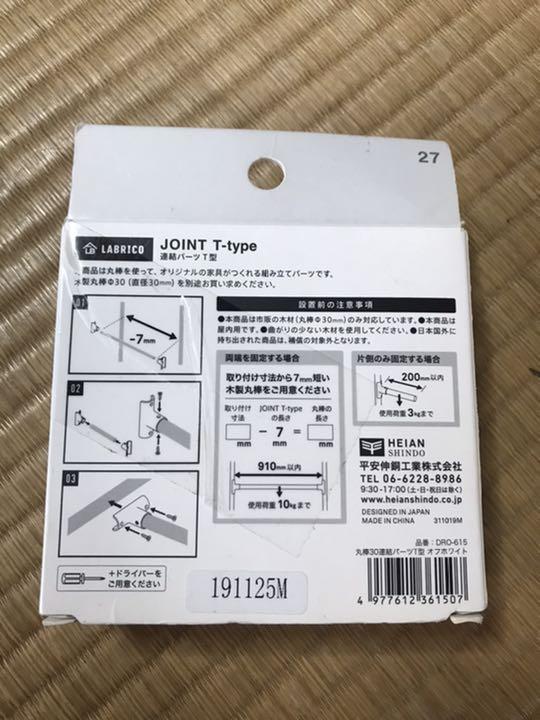 27
LABRICO
JOINT T-type
連結パーツ T型
商品は丸棒を使って、オリジナルの家具がつくれる組み立てパーツです。
木製丸棒Φ30(直径30mm)を別途お買い求めください。
01
-7mm
02
03
+ドライバーを
ご用意ください
設置前の注意事項
●本商品は市販の木材(丸棒Φ30mm)のみ対応しています。●本商品は
屋内用です。●曲がりの少ない木材を使用してください。●日本国外に
持ち出された商品は、補償の対象外となります。
両端を固定する場合
取り付け寸法から7mm短い
木製丸棒をご用意ください
取り付け
寸法
JOINT T-type
の長さ
丸棒の
長さ
mm - 7 mm = mm
910mm以内
使用荷重10kgまで
片側のみ固定する場合
200mm以内
使用荷重3kgまで
HEIAN
SHINDO
平安伸銅工業株式会社
TEL 06-6228-8986
9:30-17:00(土・日・祝日は除く)
www.heianshindo.co.jp
DESIGNED IN JAPAN
MADE IN CHINA 311019M
品番:DRO-615
丸棒30連結パーツT型 オフホワイト
191125M
4 977612 361507